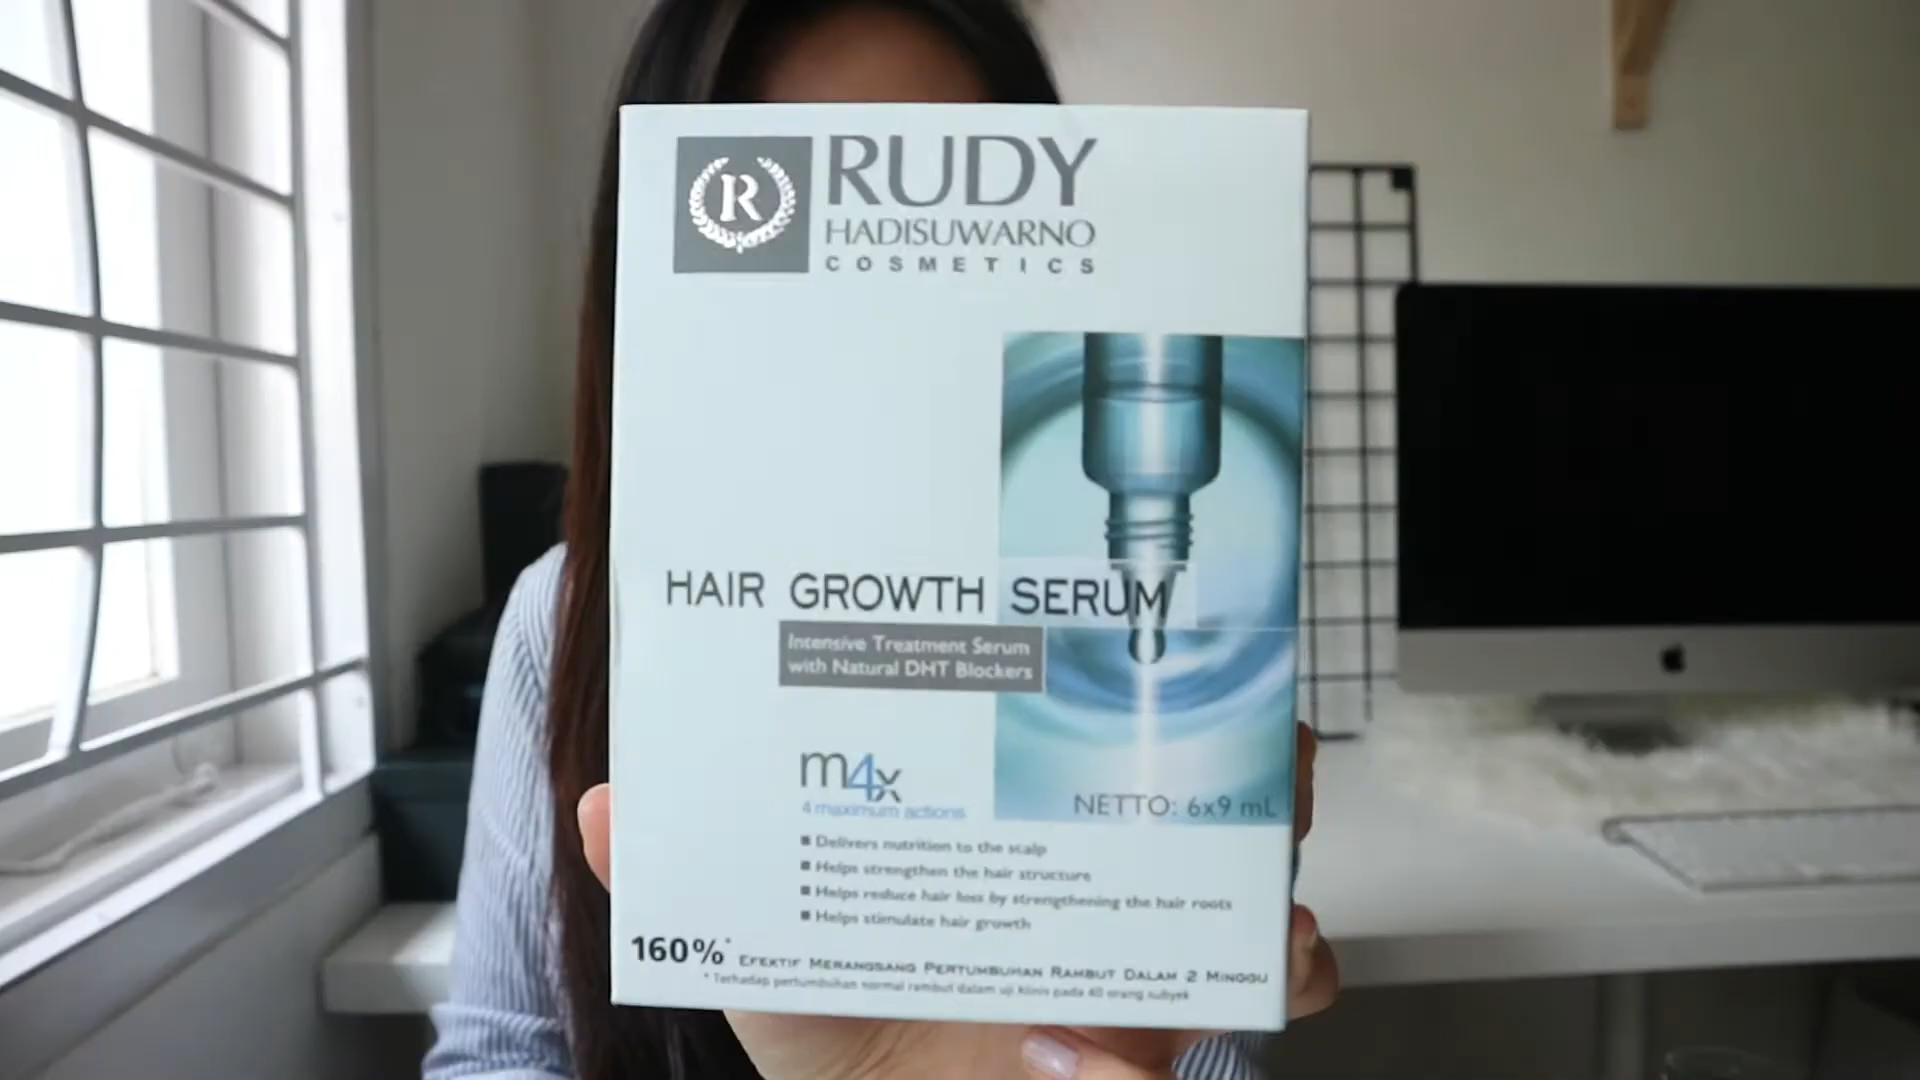 R
RUDY
HADISUWARNO
COSMETICS
HAIR GROWTH SERUM
Intensive Treatment Serum
with Natural DHT Blockers
m4x
4 maximum actions
NETTO: 6x9 mL
■ Delivers nutrition to the scalp
■ Helps strengthen the hair structure
■ Helps reduce hair loss by strengthening the hair roots
■ Helps stimulate hair growth
160%* EFEKTIF MERANGSANG PERTUMBUHAN RAMBUT DALAM 2 MINGGU
* Terhadap pertumbuhan normal rambut dalam uji klinis pada 40 orang subyek